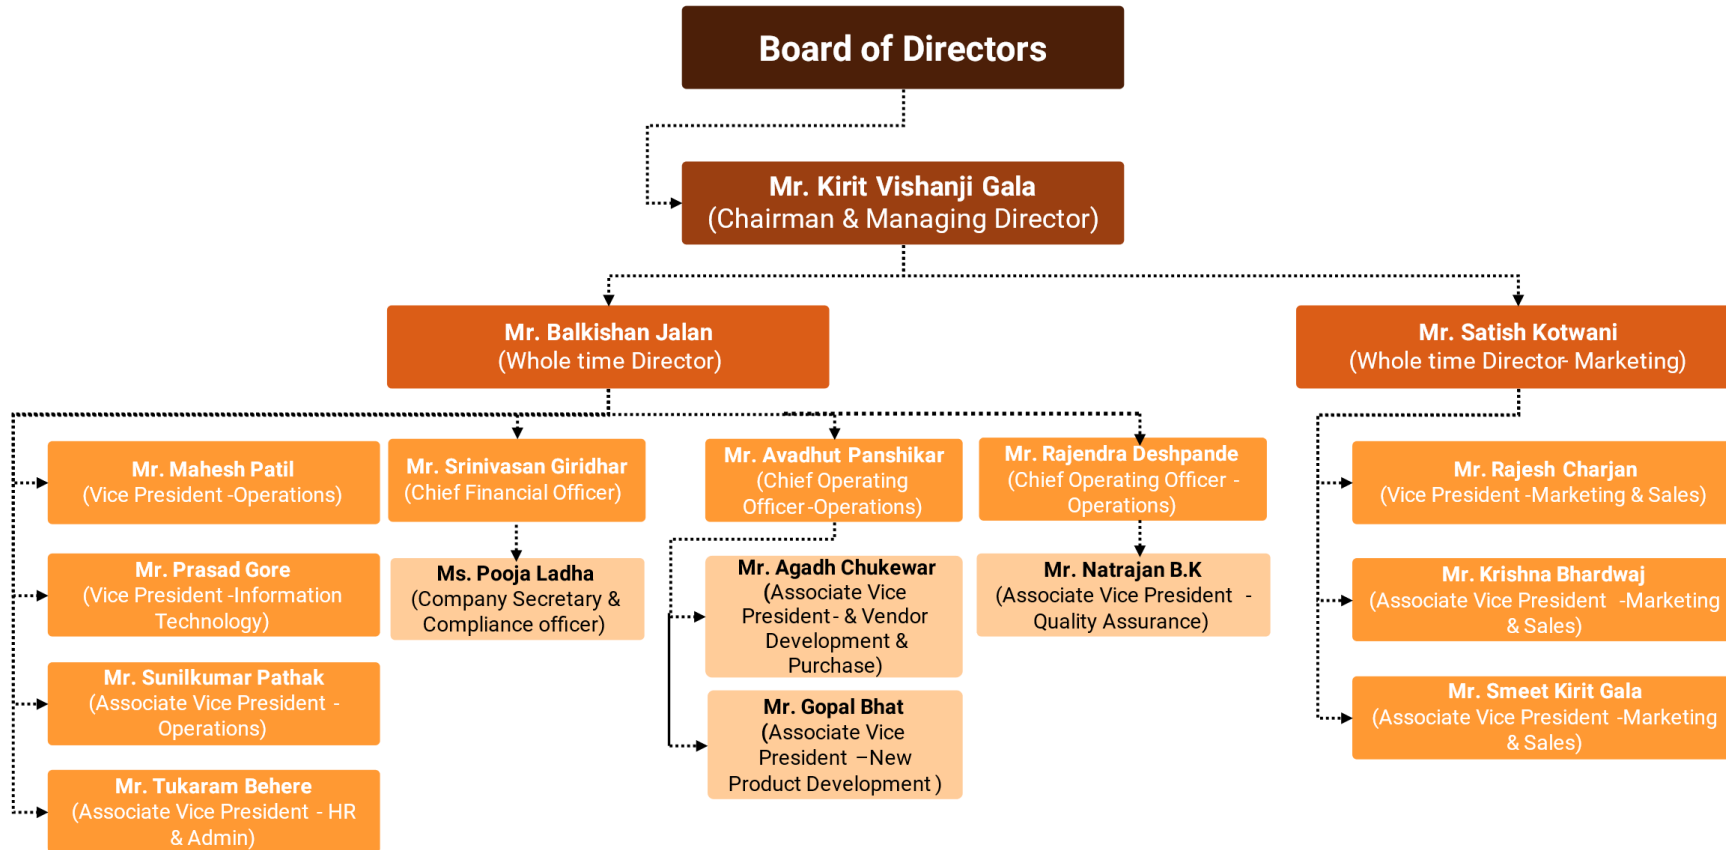 Board of Directors
Mr. Kirit Vishanji Gala
(Chairman & Managing Director)
Mr. Balkishan Jalan
(Whole time Director)
Mr. Satish Kotwani
(Whole time Director- Marketing)
Mr. Mahesh Patil
(Vice President -Operations)
Mr. Prasad Gore
(Vice President -Information
Technology)
Mr. Sunilkumar Pathak
(Associate Vice President -
Operations)
Mr. Tukaram Behere
(Associate Vice President - HR
& Admin)
Mr. Srinivasan Giridhar
(Chief Financial Officer)
Ms. Pooja Ladha
(Company Secretary &
Compliance officer)
Mr. Avadhut Panshikar
(Chief Operating
Officer-Operations)
Mr. Agadh Chukewar
(Associate Vice
President- & Vendor
Development &
Purchase)
Mr. Gopal Bhat
(Associate Vice
President –New
Product Development )
Mr. Rajendra Deshpande
(Chief Operating Officer -
Operations)
Mr. Natrajan B.K
(Associate Vice President -
Quality Assurance)
Mr. Rajesh Charjan
(Vice President -Marketing & Sales)
Mr. Krishna Bhardwaj
(Associate Vice President -Marketing
& Sales)
Mr. Smeet Kirit Gala
(Associate Vice President -Marketing
& Sales)